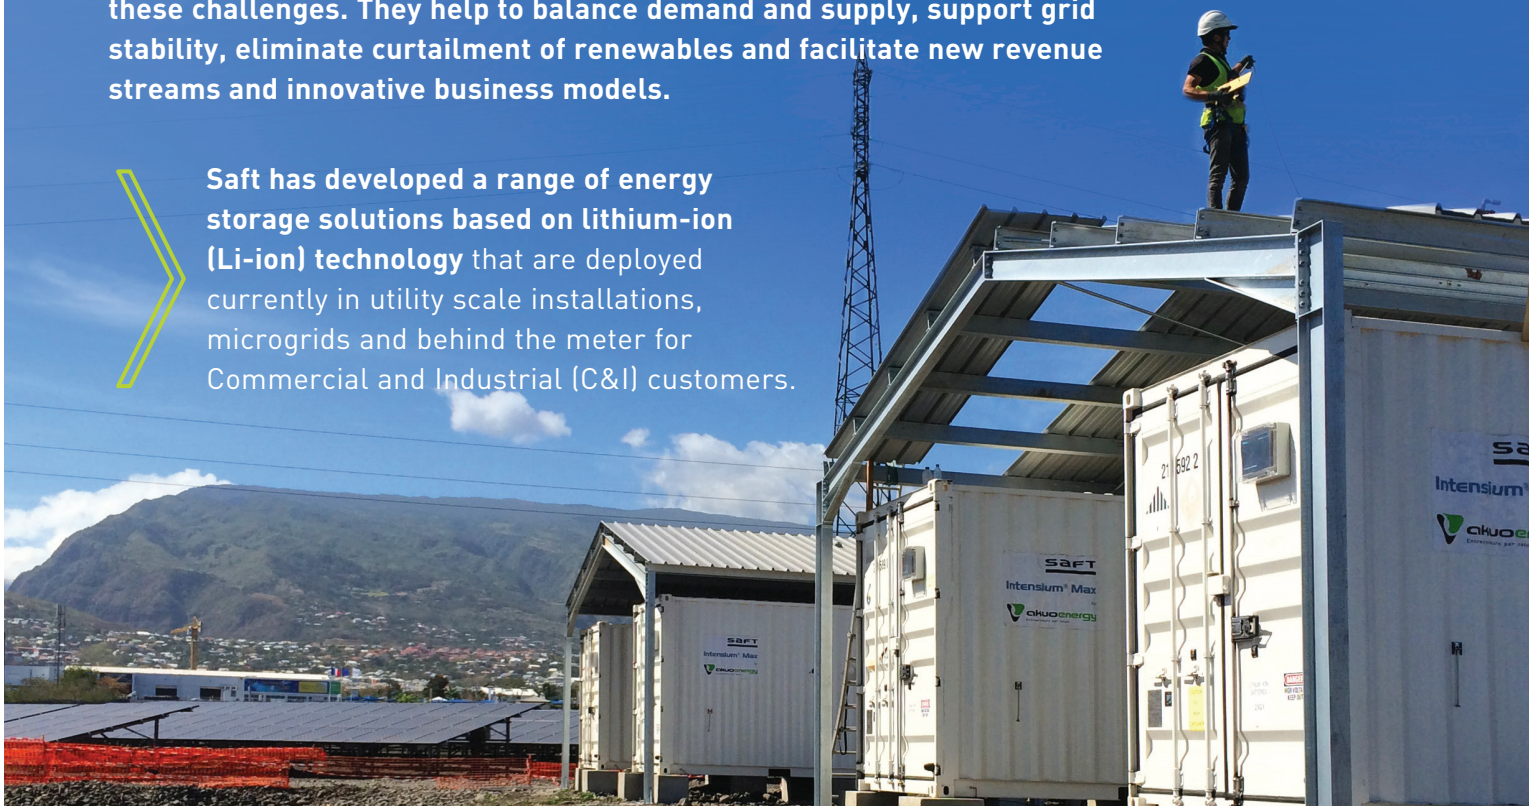 these challenges. They help to balance demand and supply, support grid
stability, eliminate curtailment of renewables and facilitate new revenue
streams and innovative business models.
Saft has developed a range of energy
storage solutions based on lithium-ion
(Li-ion) technology that are deployed
currently in utility scale installations,
microgrids and behind the meter for
Commercial and Industrial (C&I) customers.
saft
Intensium® Max
akuoenergy
saft
Intensium® Max
akuoenergy
592 2
Intensium®
DANGER